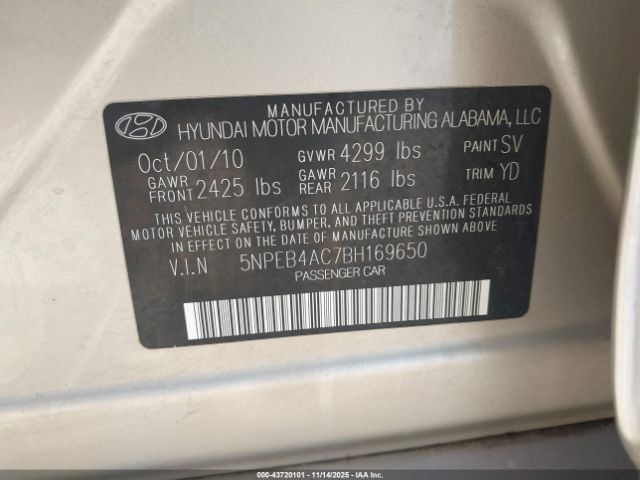 MANUFACTURED BY
HYUNDAI MOTOR MANUFACTURING ALABAMA, LLC
Oct/01/10 GVWR 4299 lbs PAINT SV
GAWR FRONT 2425 lbs GAWR REAR 2116 lbs TRIM YD
THIS VEHICLE CONFORMS TO ALL APPLICABLE U.S.A. FEDERAL
MOTOR VEHICLE SAFETY, BUMPER, AND THEFT PREVENTION STANDARDS
IN EFFECT ON THE DATE OF MANUFACTURE SHOWN ABOVE.
V.I.N 5NPEB4AC7BH169650
PASSENGER CAR
000-43720101 - 11/14/2025 - IAAI.com